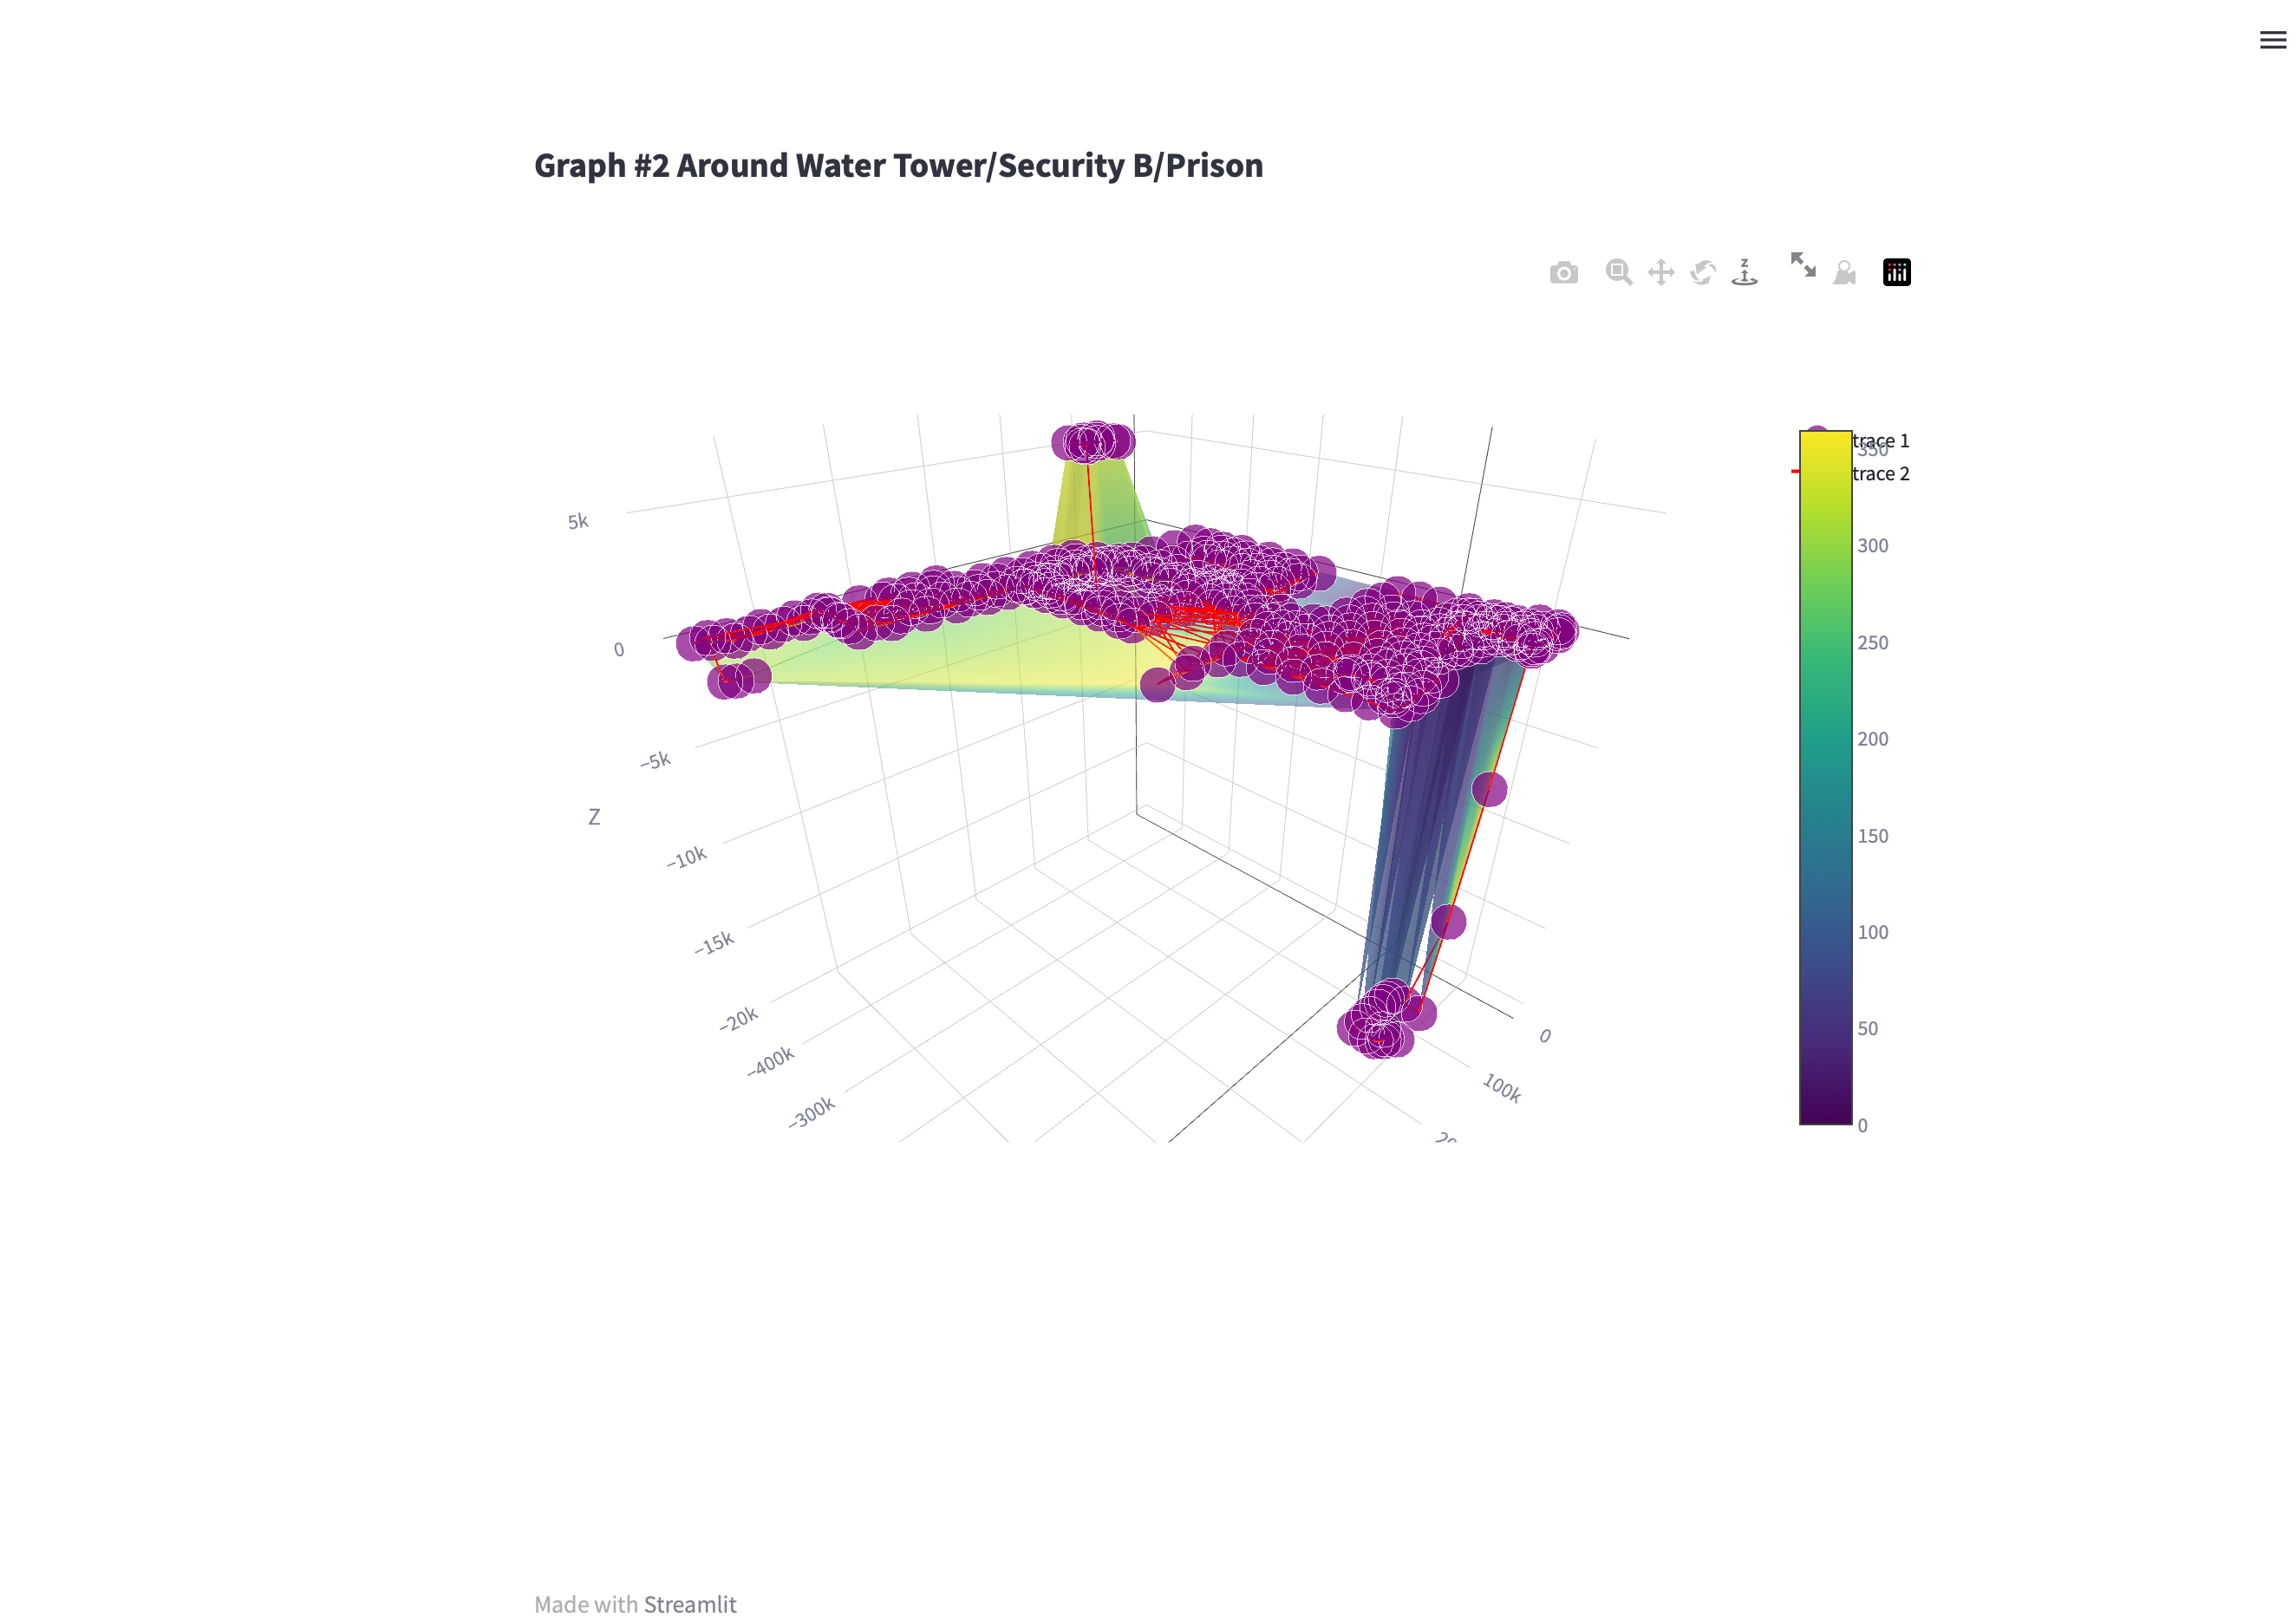 Graph #2 Around Water Tower/Security B/Prison
z
trace 1
350
trace 2
5k
300
250
0
200
−5k
Z
150
−10k
100
−15k
−20k
50
0
−400k
100k
−300k
0
Made with Streamlit